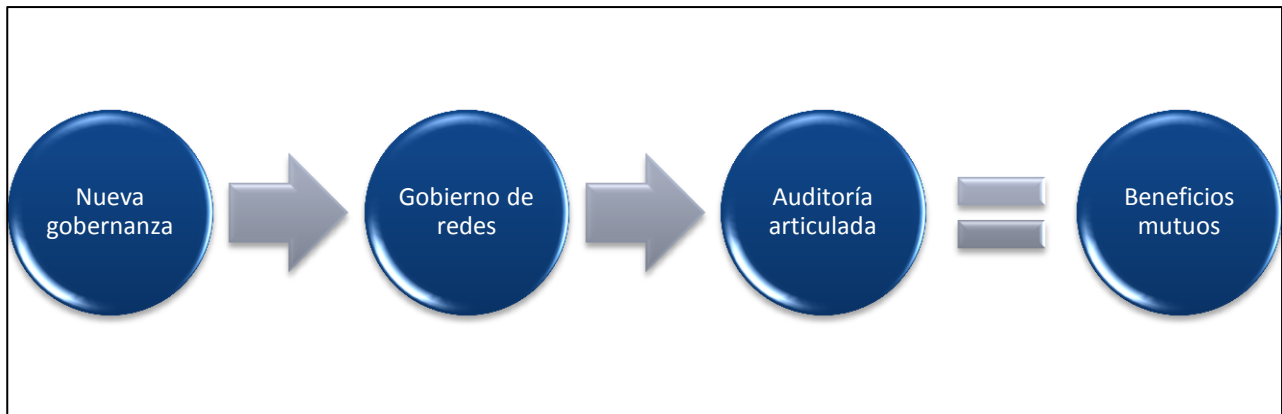 Nueva
gobernanza
Gobierno de
redes
Auditoría
articulada
Beneficios
mutuos